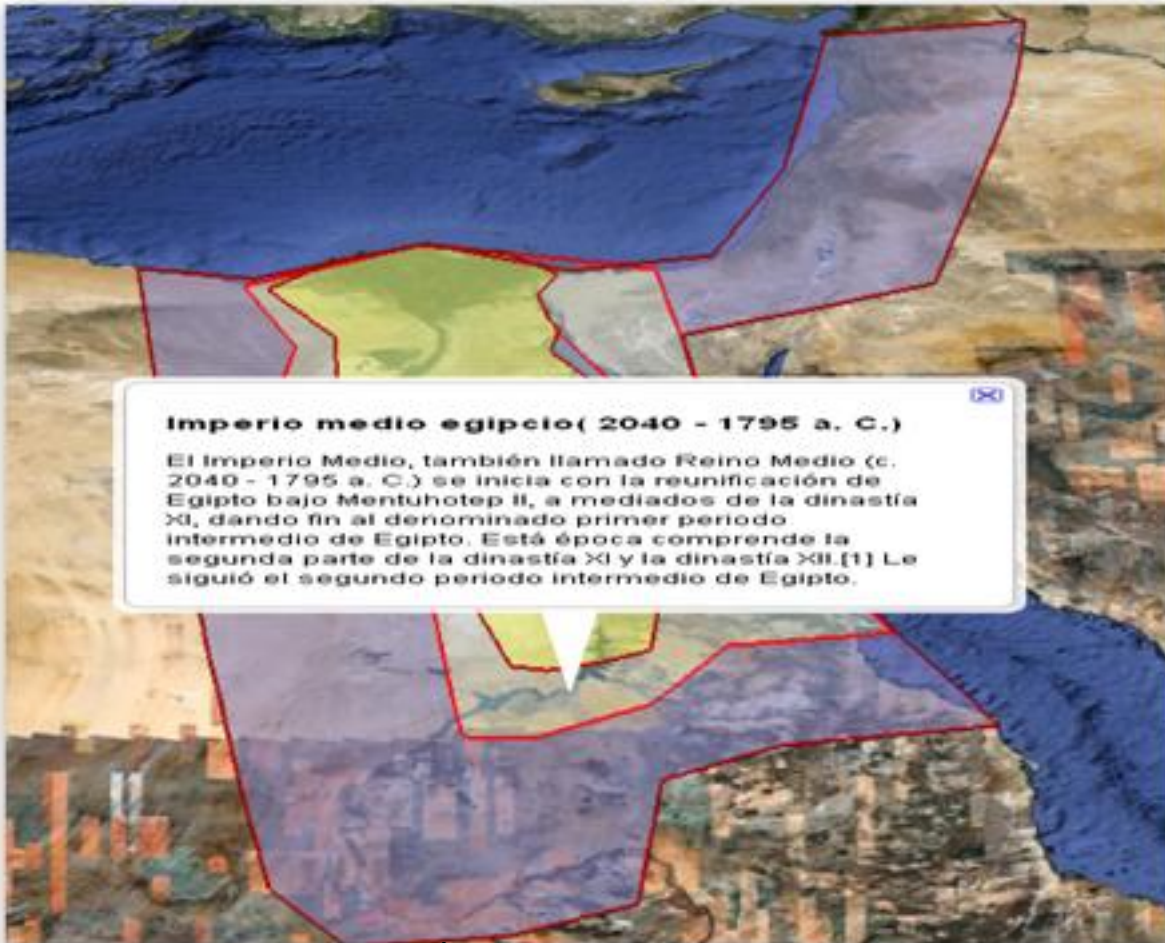 Imperio medio egipcio( 2040 - 1795 a. C.)
El Imperio Medio, también llamado Reino Medio (c.
2040 - 1795 a. C.) se inicia con la reunificación de
Egipto bajo Mentuhotep II, a mediados de la dinastía
XI, dando fin al denominado primer periodo
intermedio de Egipto. Está época comprende la
segunda parte de la dinastía XI y la dinastía XII.[1] Le
siguió el segundo periodo intermedio de Egipto.